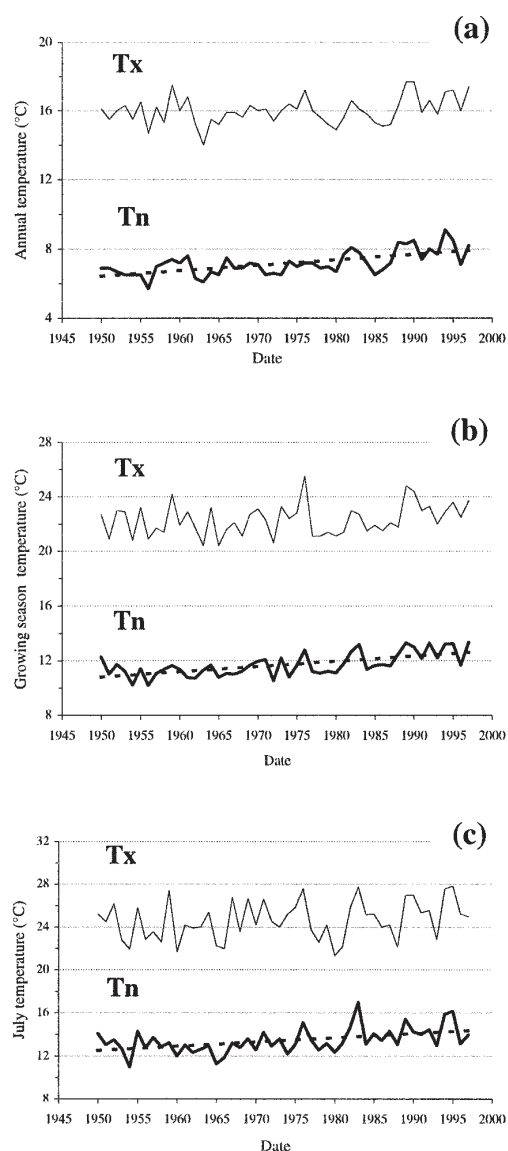 (a)
20
Tx
16
12
Annual temperature (°C)
Tn
8
4
1945 1950 1955 1960 1965 1970 1975 1980 1985 1990 1995 2000
Date
(b)
28
Tx
24
20
16
Growing season temperature (°C)
Tn
12
8
1945 1950 1955 1960 1965 1970 1975 1980 1985 1990 1995 2000
Date
(c)
32
Tx
28
24
20
July temperature (°C)
Tn
16
12
8
1945 1950 1955 1960 1965 1970 1975 1980 1985 1990 1995 2000
Date